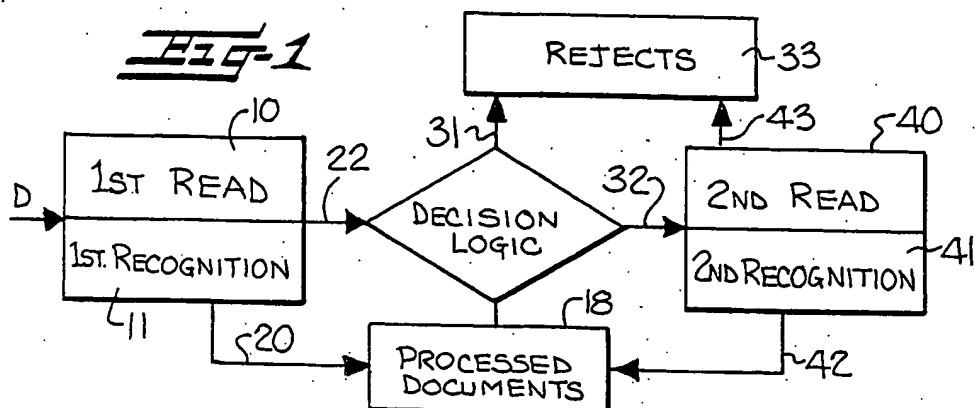 Fig-1
REJECTS
33
10
31
43
40
D
1ST READ
22
DECISION
LOGIC
32
2ND READ
1ST. RECOGNITION
2ND RECOGNITION
41
11
20
18
PROCESSED
DOCUMENTS
42